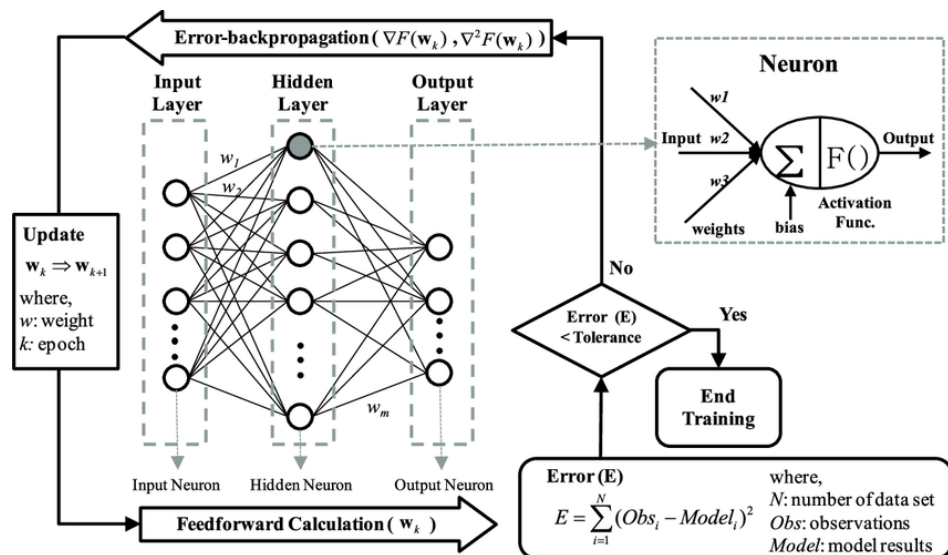 Error-backpropagation(∇F(w_k), ∇²F(w_k))
Input
Layer
Hidden
Layer
Output
Layer
w_1
w_2
w_m
Input Neuron
Hidden Neuron
Output Neuron
Update
w_k ⇒ w_{k+1}
where,
w: weight
k: epoch
Feedforward Calculation(w_k)
Neuron
w1
Input
w2
w3
weights
Σ
F()
bias
Activation
Func.
Output
No
Error (E)
< Tolerance
Yes
End
Training
Error (E)
E = \sum_{i=1}^{N} (Obs_i − Model_i)²
where,
N: number of data set
Obs: observations
Model: model results